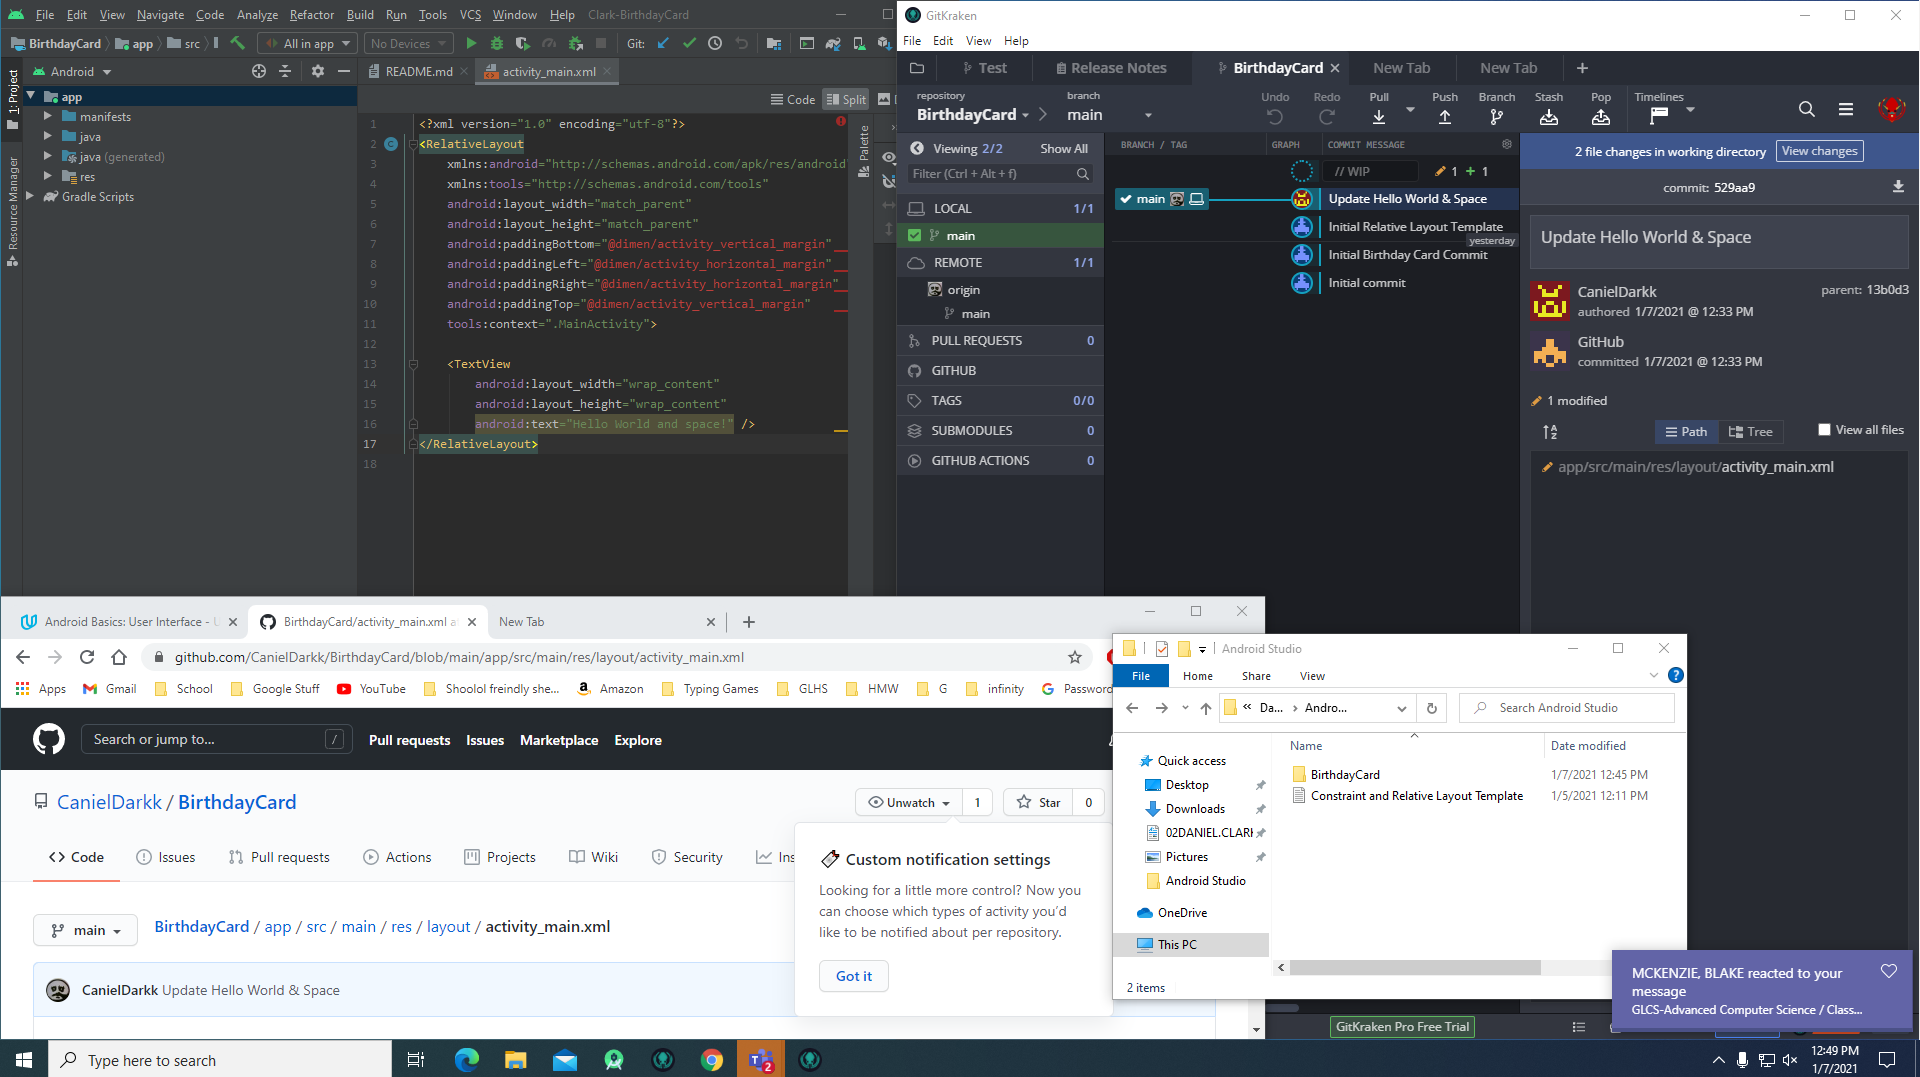 File Edit View Navigate Code Analyze Refactor Build Run Tools VCS Window Help Clark-BirthdayCard
BirthdayCard app src All in app No Devices Git:
Android
README.md activity_main.xml
Code Split
1: Project
Resource Manager
Palette
app
manifests
java
java (generated)
res
Gradle Scripts
1 <?xml version="1.0" encoding="utf-8"?>
2 <RelativeLayout
3 xmlns:android="http://schemas.android.com/apk/res/android
4 xmlns:tools="http://schemas.android.com/tools"
5 android:layout_width="match_parent"
6 android:layout_height="match_parent"
7 android:paddingBottom="@dimen/activity_vertical_margin"
8 android:paddingLeft="@dimen/activity_horizontal_margin"
9 android:paddingRight="@dimen/activity_horizontal_margin"
10 android:paddingTop="@dimen/activity_vertical_margin"
11 tools:context=".MainActivity">
12
13 <TextView
14 android:layout_width="wrap_content"
15 android:layout_height="wrap_content"
16 android:text="Hello World and space!" />
17 </RelativeLayout>
18
GitKraken
File Edit View Help
Test Release Notes BirthdayCard New Tab New Tab
repository branch
BirthdayCard main
Undo Redo Pull Push Branch Stash Pop Timelines
Viewing 2/2 Show All
Filter (Ctrl + Alt + f)
LOCAL 1/1
main
REMOTE 1/1
origin
main
PULL REQUESTS 0
GITHUB
TAGS 0/0
SUBMODULES 0
GITHUB ACTIONS 0
BRANCH / TAG GRAPH COMMIT MESSAGE
// WIP 1 1
main Update Hello World & Space
Initial Relative Layout Template
yesterday
Initial Birthday Card Commit
Initial commit
2 file changes in working directory View changes
commit: 529aa9
Update Hello World & Space
CanielDarkk parent: 13b0d3
authored 1/7/2021 @ 12:33 PM
GitHub
committed 1/7/2021 @ 12:33 PM
1 modified
Path Tree View all files
app/src/main/res/layout/activity_main.xml
GitKraken Pro Free Trial
Android Basics: User Interface - BirthdayCard/activity_main.xml New Tab
github.com/CanielDarkk/BirthdayCard/blob/main/app/src/main/res/layout/activity_main.xml
Apps Gmail School Google Stuff YouTube Shoolol freindly she... Amazon Typing Games GLHS HMW G infinity Password
Search or jump to... / Pull requests Issues Marketplace Explore
CanielDarkk / BirthdayCard Unwatch 1 Star 0
Code Issues Pull requests Actions Projects Wiki Security Ins
Custom notification settings
Looking for a little more control? Now you
can choose which types of activity you'd
like to be notified about per repository.
Got it
main BirthdayCard / app / src / main / res / layout / activity_main.xml
CanielDarkk Update Hello World & Space
Android Studio
File Home Share View
Da... Andro... Search Android Studio
Name Date modified
Quick access
Desktop
Downloads
02DANIEL.CLARK
Pictures
Android Studio
OneDrive
This PC
BirthdayCard 1/7/2021 12:45 PM
Constraint and Relative Layout Template 1/5/2021 12:11 PM
2 items
MCKENZIE, BLAKE reacted to your
message
GLCS-Advanced Computer Science / Class...
Type here to search
2
12:49 PM
1/7/2021